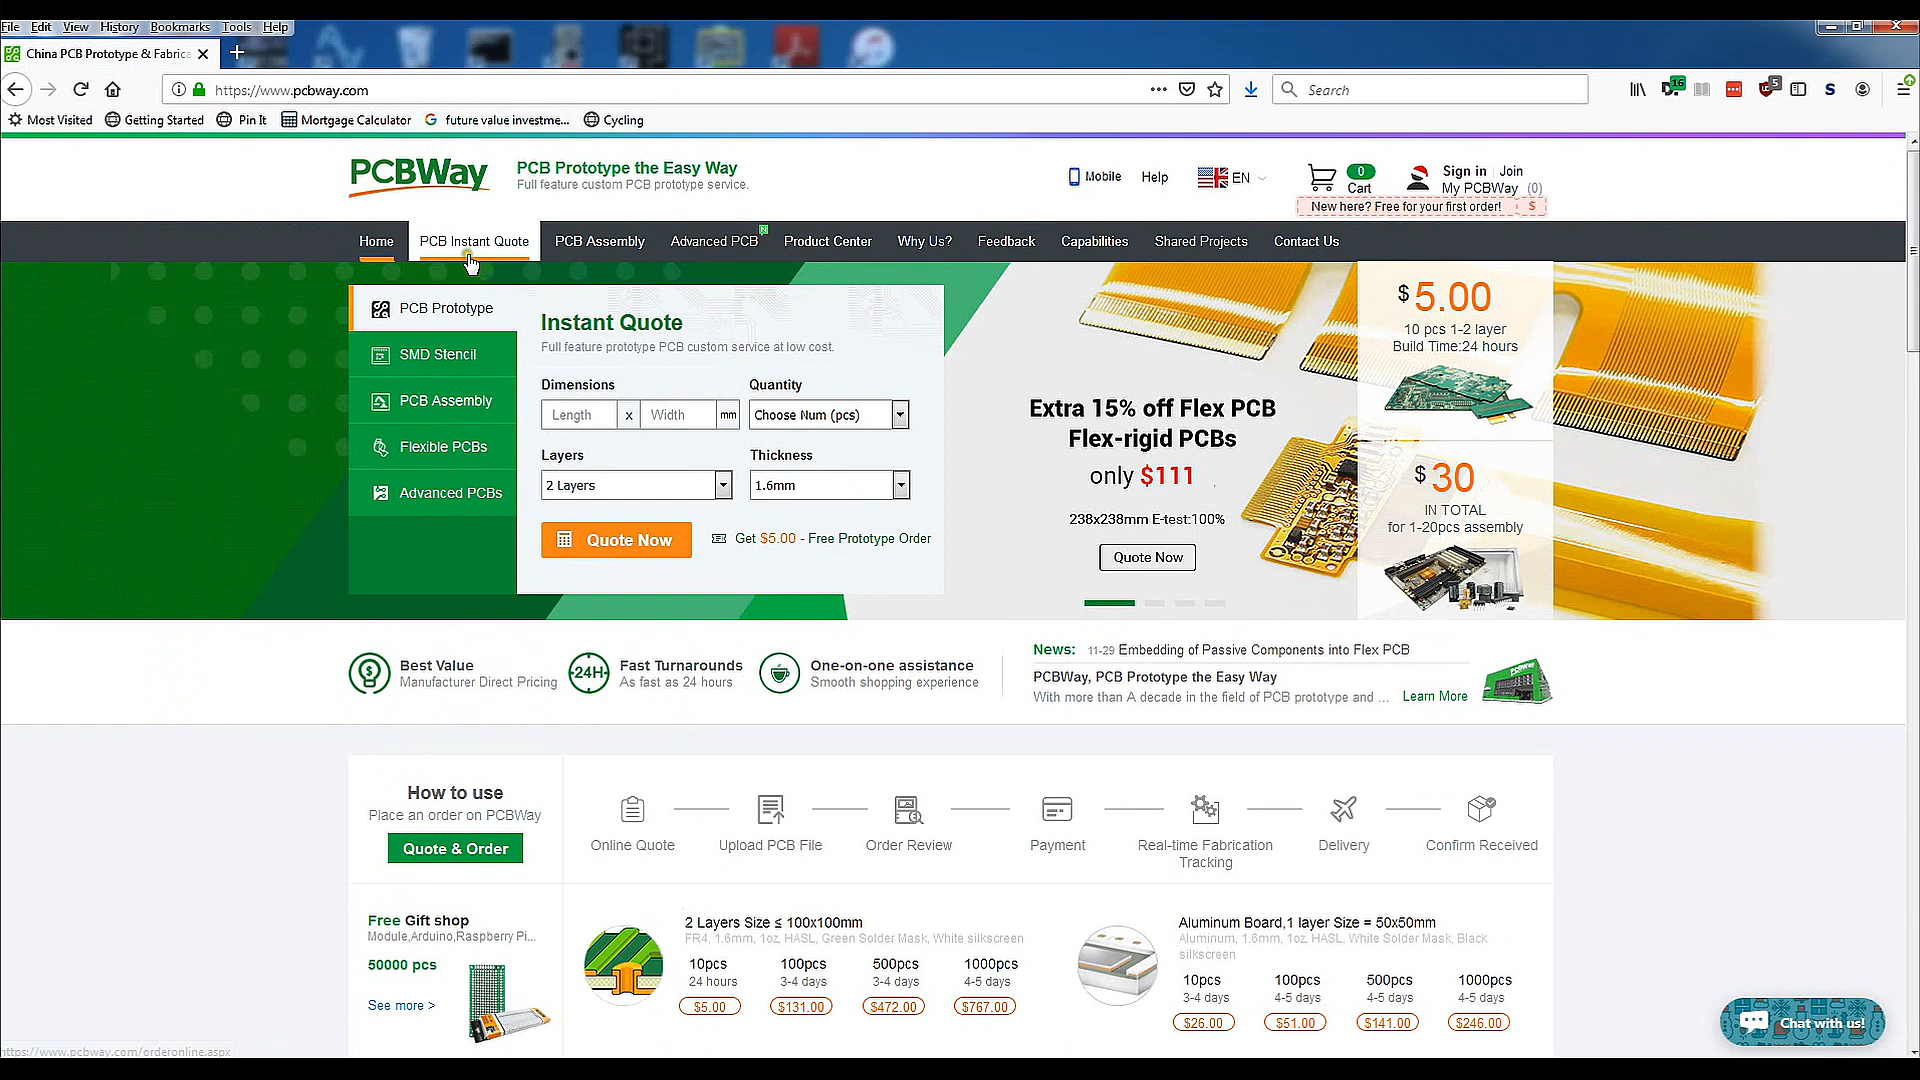 File Edit View History Bookmarks Tools Help
China PCB Prototype & Fabrica
https://www.pcbway.com
Search
16
5
S
Most Visited Getting Started Pin It Mortgage Calculator future value investme... Cycling
PCBWay
PCB Prototype the Easy Way
Full feature custom PCB prototype service.
Mobile Help EN
0
Cart
Sign in Join
My PCBWay (0)
New here? Free for your first order! $
Home PCB Instant Quote PCB Assembly Advanced PCB N Product Center Why Us? Feedback Capabilities Shared Projects Contact Us
PCB Prototype
SMD Stencil
PCB Assembly
Flexible PCBs
Advanced PCBs
Instant Quote
Full feature prototype PCB custom service at low cost.
Dimensions Quantity
Length x Width mm Choose Num (pcs)
Layers Thickness
2 Layers 1.6mm
Quote Now Get $5.00 - Free Prototype Order
Extra 15% off Flex PCB
Flex-rigid PCBs
only $111
238x238mm E-test:100%
Quote Now
$ 5.00
10 pcs 1-2 layer
Build Time:24 hours
$ 30
IN TOTAL
for 1-20pcs assembly
Best Value
Manufacturer Direct Pricing
24H
Fast Turnarounds
As fast as 24 hours
One-on-one assistance
Smooth shopping experience
News: 11-29 Embedding of Passive Components into Flex PCB
PCBWay, PCB Prototype the Easy Way
With more than A decade in the field of PCB prototype and ... Learn More
How to use
Place an order on PCBWay
Quote & Order
Online Quote Upload PCB File Order Review Payment Real-time Fabrication Tracking Delivery Confirm Received
Free Gift shop
Module,Arduino,Raspberry Pi...
50000 pcs
See more >
2 Layers Size ≤ 100x100mm
FR4, 1.6mm, 1oz, HASL, Green Solder Mask, White silkscreen
10pcs 100pcs 500pcs 1000pcs
24 hours 3-4 days 3-4 days 4-5 days
$5.00 $131.00 $472.00 $767.00
Aluminum Board,1 layer Size = 50x50mm
Aluminum, 1.6mm, 1oz, HASL, White Solder Mask, Black
silkscreen
10pcs 100pcs 500pcs 1000pcs
3-4 days 4-5 days 4-5 days 4-5 days
$26.00 $51.00 $141.00 $246.00
Chat with us!
https://www.pcbway.com/orderonline.aspx